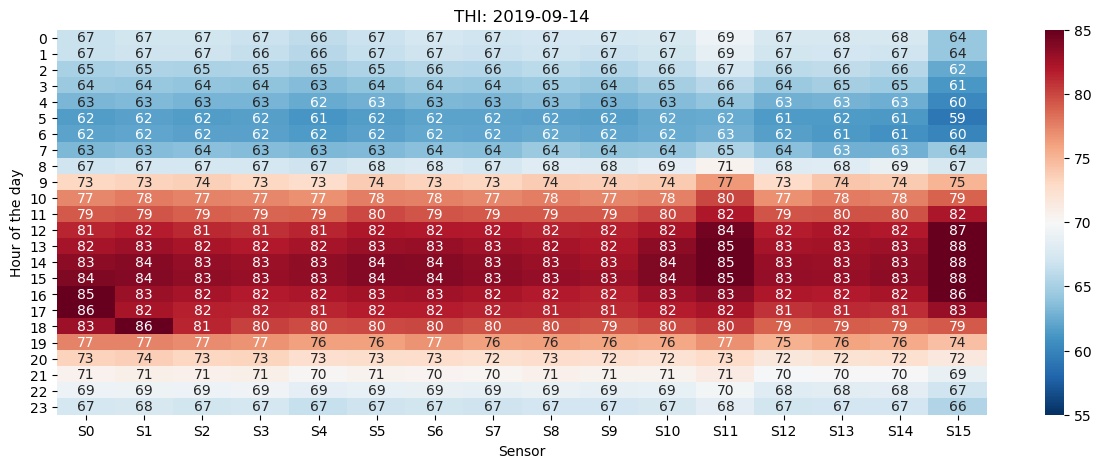 THI: 2019-09-14
0 67 67 67 67 66 67 67 67 67 67 67 69 67 68 68 64
1 67 67 67 66 66 67 67 67 67 67 67 69 67 67 67 64
2 65 65 65 65 65 65 66 66 66 66 66 67 66 66 66 62
3 64 64 64 64 63 64 64 64 65 64 65 66 64 65 65 61
4 63 63 63 63 62 63 63 63 63 63 63 64 63 63 63 60
5 62 62 62 62 61 62 62 62 62 62 62 62 61 62 61 59
6 62 62 62 62 62 62 62 62 62 62 62 63 62 61 61 60
7 63 63 64 63 63 63 64 64 64 64 64 65 64 63 63 64
8 67 67 67 67 67 68 68 67 68 68 69 71 68 68 69 67
9 73 73 74 73 73 74 73 73 74 74 74 77 73 74 74 75
10 77 78 77 77 77 78 78 77 78 77 78 80 77 78 78 79
11 79 79 79 79 79 80 79 79 79 79 80 82 79 80 80 82
12 81 82 81 81 81 82 82 82 82 82 82 84 82 82 82 87
13 82 83 82 82 82 83 83 83 82 82 83 85 83 83 83 88
14 83 84 83 83 83 84 84 83 83 83 84 85 83 83 83 88
15 84 84 83 83 83 84 84 83 83 83 84 85 83 83 83 88
16 85 83 82 82 82 83 83 82 82 82 83 83 82 82 82 86
17 86 82 82 82 81 82 82 82 81 81 82 82 81 81 81 83
18 83 86 81 80 80 80 80 80 80 79 80 80 79 79 79 79
19 77 77 77 77 76 76 77 76 76 76 76 77 75 76 76 74
20 73 74 73 73 73 73 73 73 72 73 72 73 72 72 72 72
21 71 71 71 71 70 71 70 70 71 71 71 71 70 70 70 69
22 69 69 69 69 69 69 69 69 69 69 69 70 68 68 68 67
23 67 68 67 67 67 67 67 67 67 67 67 68 67 67 67 66
S0 S1 S2 S3 S4 S5 S6 S7 S8 S9 S10 S11 S12 S13 S14 S15
Sensor
Hour of the day
85
80
75
70
65
60
55